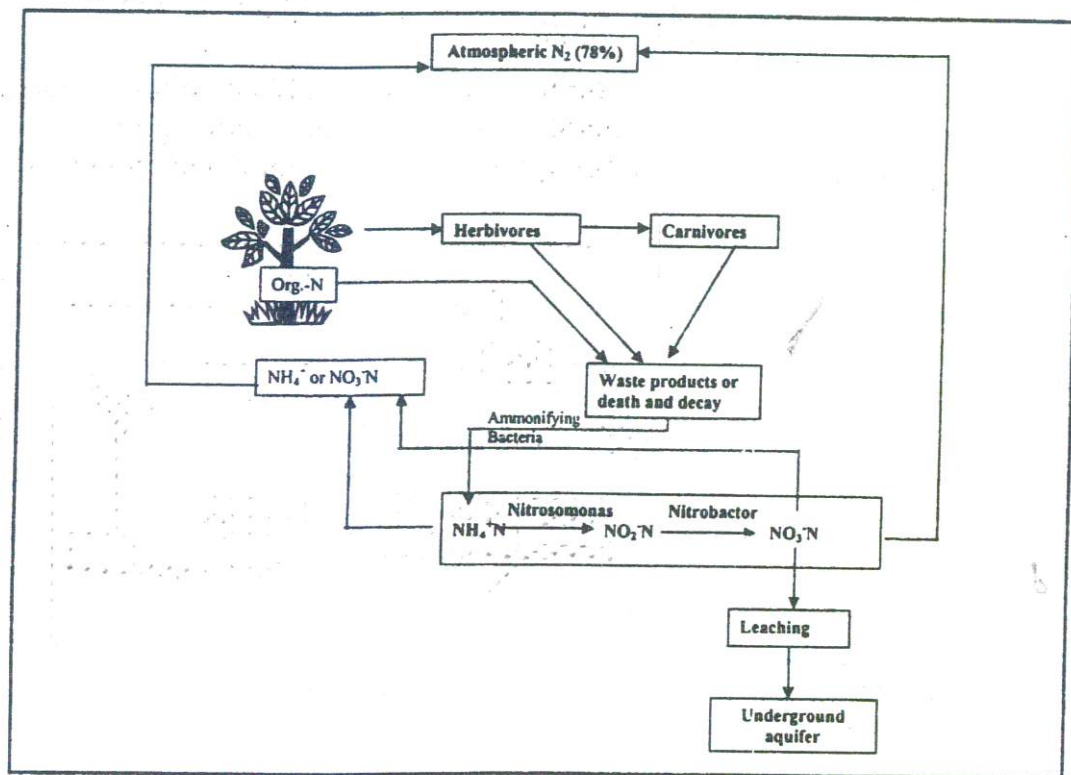 Atmospheric N₂ (78%)
Herbivores
Carnivores
Org.-N
NH₄⁻ or NO₃⁻N
Waste products or
death and decay
Ammonifying
Bacteria
Nitrosomonas
Nitrobactor
NH₄⁺N
NO₂⁻N
NO₃⁻N
Leaching
Underground
aquifer